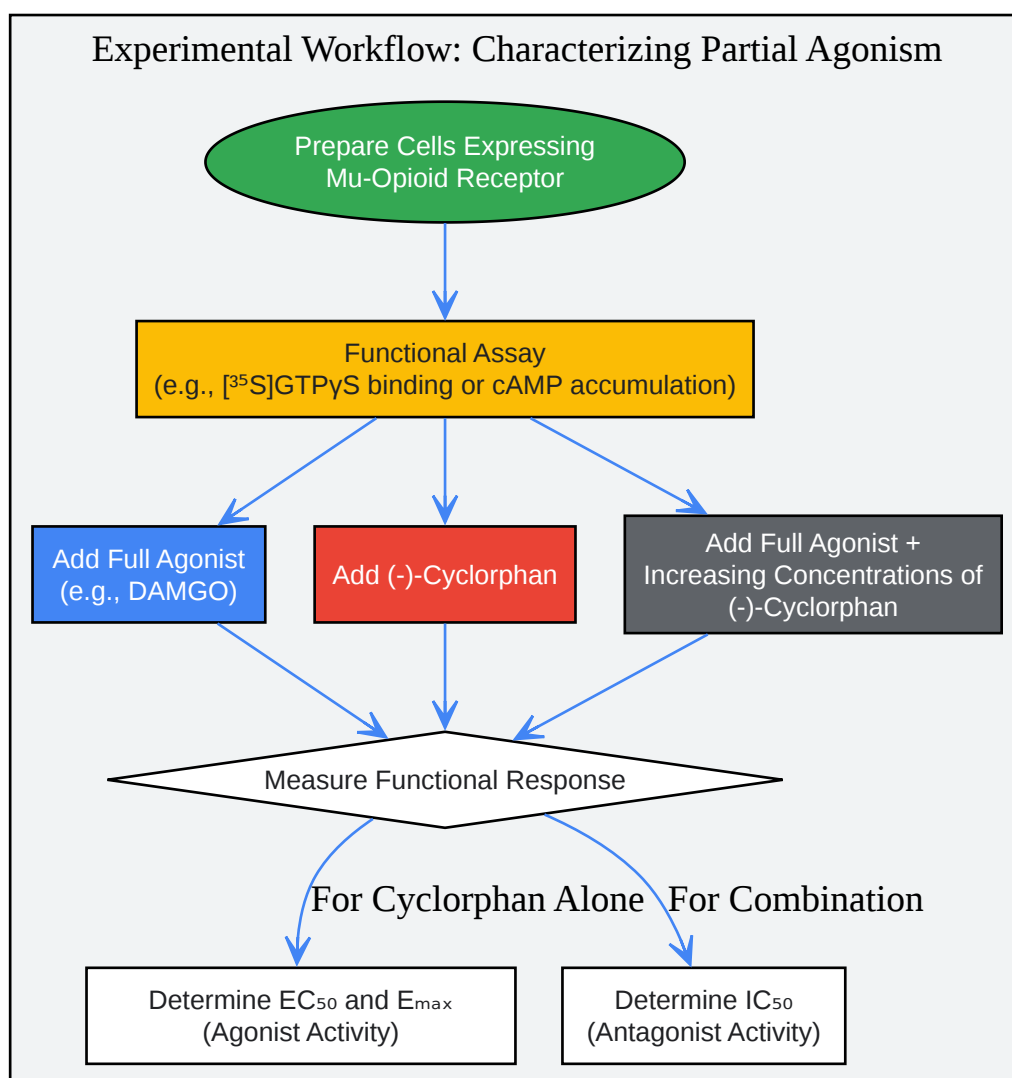 Experimental Workflow: Characterizing Partial Agonism
Prepare Cells Expressing
Mu-Opioid Receptor
Functional Assay
(e.g., [³⁵S]GTPγS binding or cAMP accumulation)
Add Full Agonist
(e.g., DAMGO)
Add (-)-Cyclorphan
Add Full Agonist +
Increasing Concentrations of
(-)-Cyclorphan
Measure Functional Response
For Cyclorphan Alone
For Combination
Determine EC₅₀ and Eₘₐₓ
(Agonist Activity)
Determine IC₅₀
(Antagonist Activity)